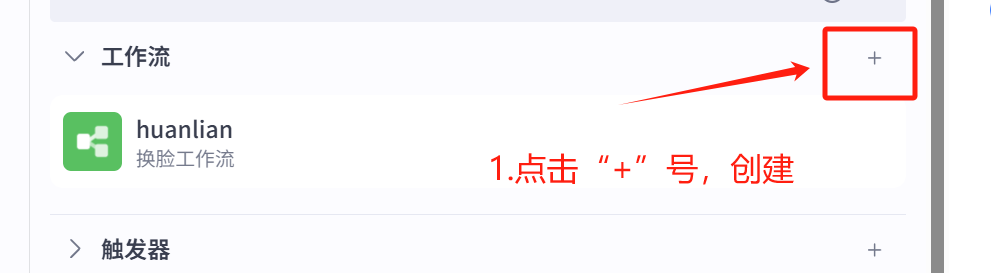 工作流
+
huanlian
换脸工作流
1.点击“+”号，创建
触发器
+